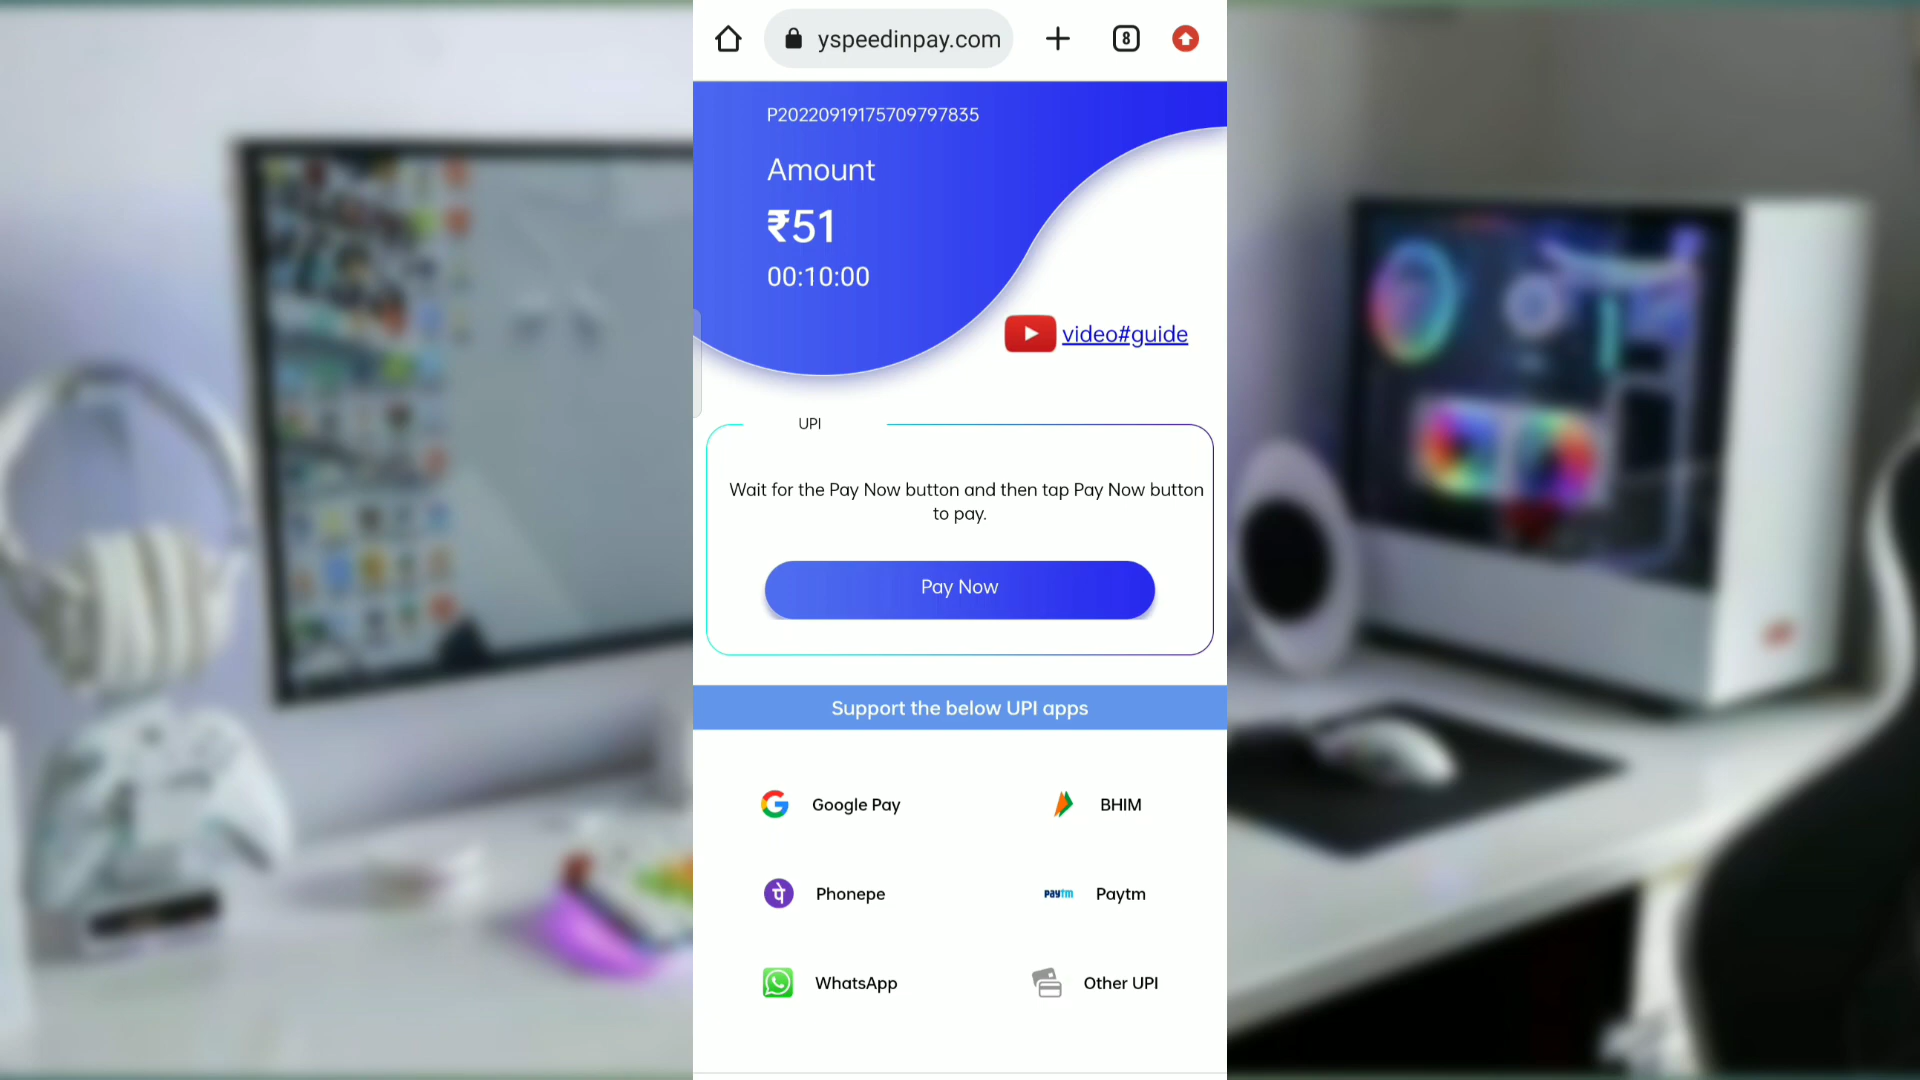 yspeedinpay.com
8
P20220919175709797835
Amount
₹51
00:10:00
video#guide
UPI
Wait for the Pay Now button and then tap Pay Now button
to pay.
Pay Now
Support the below UPI apps
Google Pay
BHIM
पे
Phonepe
paytm
Paytm
WhatsApp
Other UPI